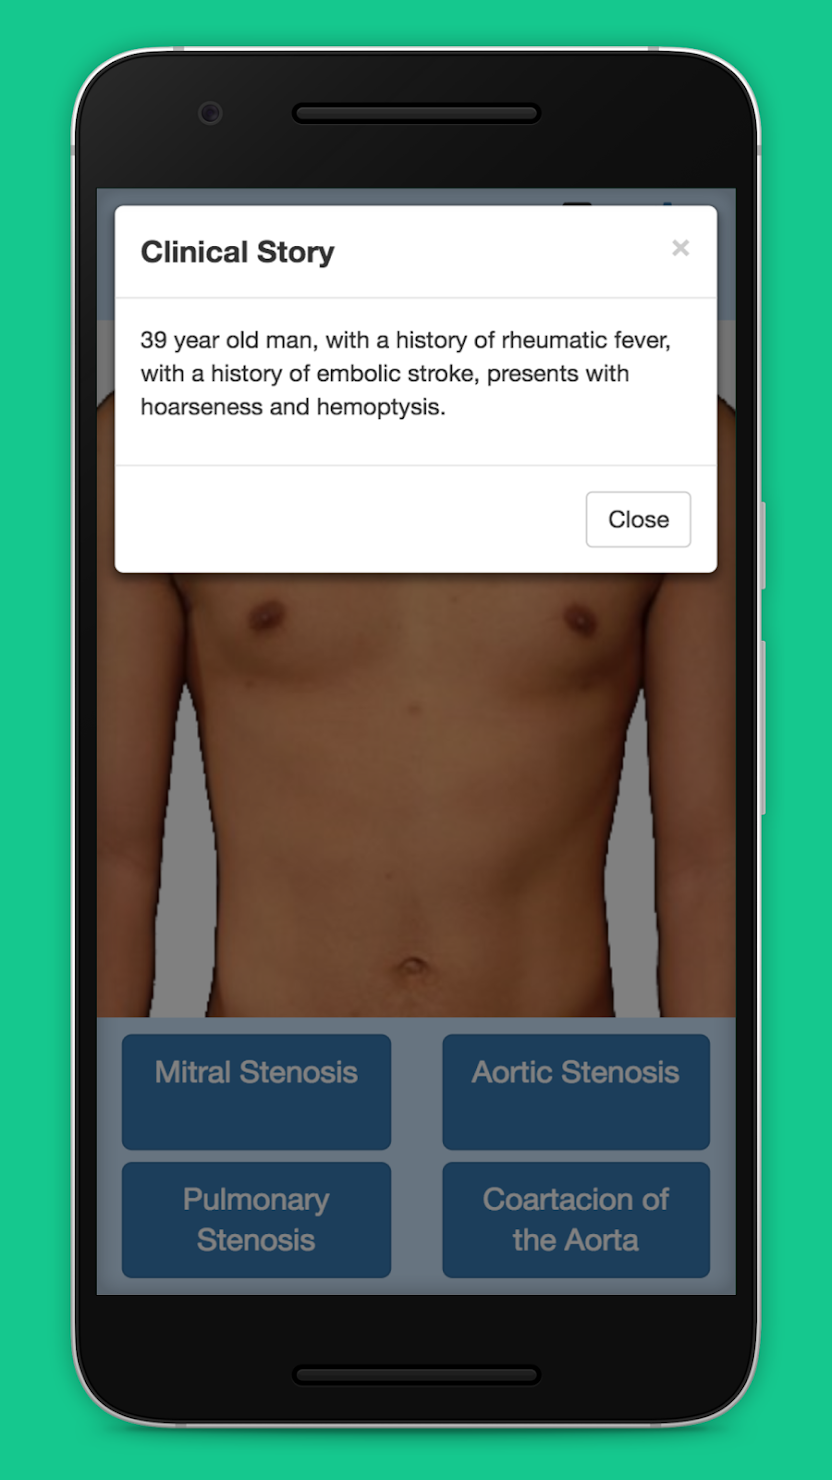 Clinical Story
×
39 year old man, with a history of rheumatic fever,
with a history of embolic stroke, presents with
hoarseness and hemoptysis.
Close
Mitral Stenosis
Aortic Stenosis
Pulmonary
Stenosis
Coartacion of
the Aorta